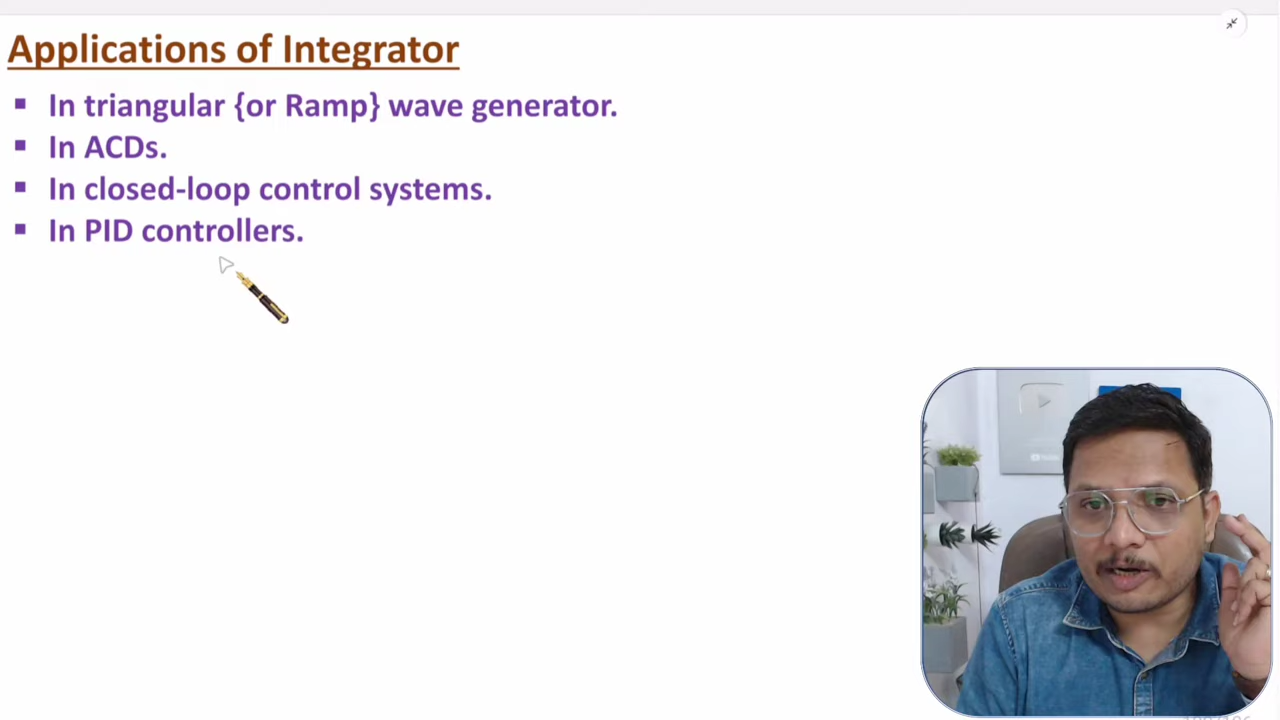 Applications of Integrator
▪ In triangular {or Ramp} wave generator.
▪ In ACDs.
▪ In closed-loop control systems.
▪ In PID controllers.